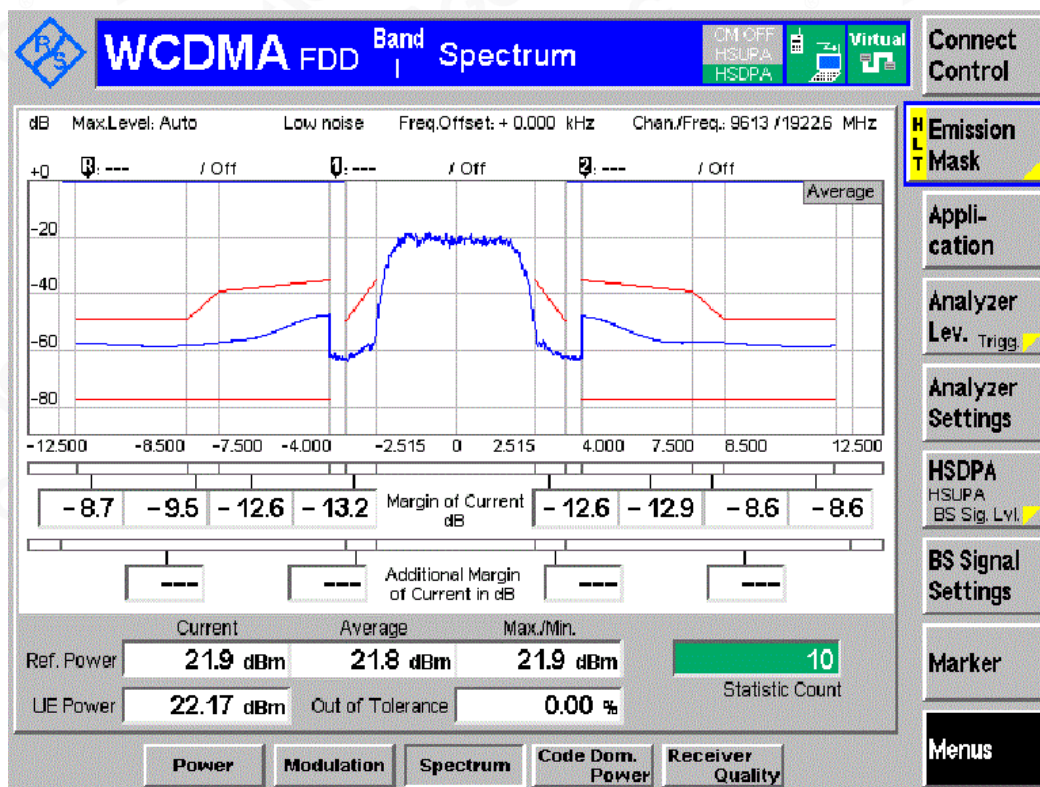 R S
WCDMA FDD Band I Spectrum
CM OFF
HSUPA
HSDPA
Virtual
Connect Control
dB Max.Level: Auto Low noise Freq.Offset: + 0.000 kHz Chan./Freq.: 9613 / 1922.6 MHz
R: --- / Off 1: --- / Off 2: --- / Off
Average
+0
-20
-40
-60
-80
-12.500 -8.500 -7.500 -4.000 -2.515 0 2.515 4.000 7.500 8.500 12.500
- 8.7 - 9.5 - 12.6 - 13.2 Margin of Current dB - 12.6 - 12.9 - 8.6 - 8.6
--- --- Additional Margin of Current in dB --- ---
Current Average Max./Min.
Ref. Power 21.9 dBm 21.8 dBm 21.9 dBm 10
Statistic Count
UE Power 22.17 dBm Out of Tolerance 0.00 %
Power Modulation Spectrum Code Dom. Power Receiver Quality
HLT
Emission Mask
Appli-
cation
Analyzer
Lev. Trigg.
Analyzer
Settings
HSDPA
HSUPA
BS Sig. Lvl.
BS Signal
Settings
Marker
Menus